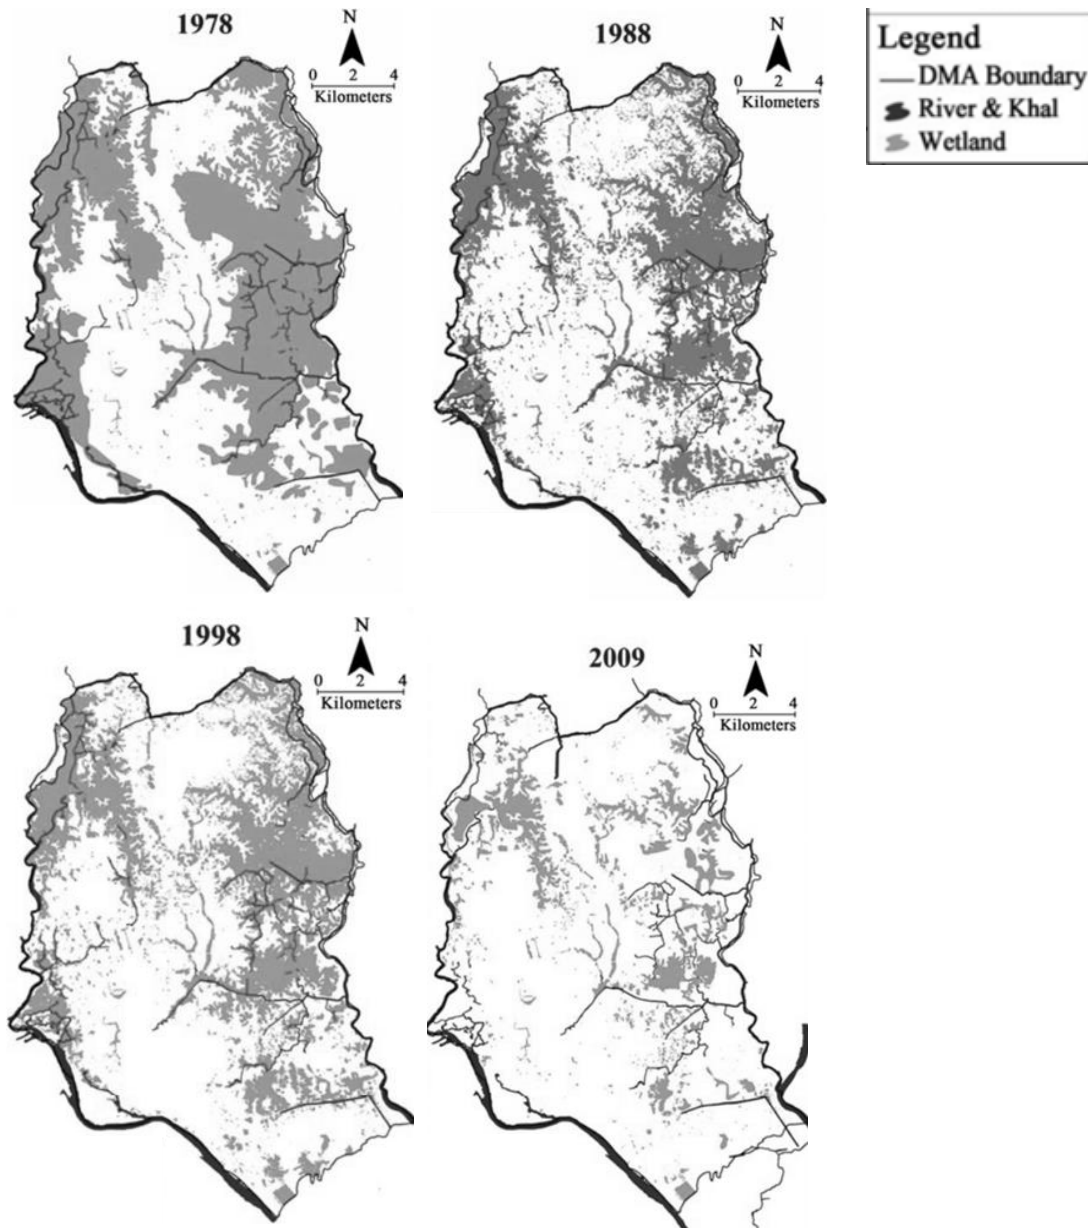 1978
N
0 2 4
Kilometers
1988
N
0 2 4
Kilometers
Legend
DMA Boundary
River & Khal
Wetland
1998
N
0 2 4
Kilometers
2009
N
0 2 4
Kilometers